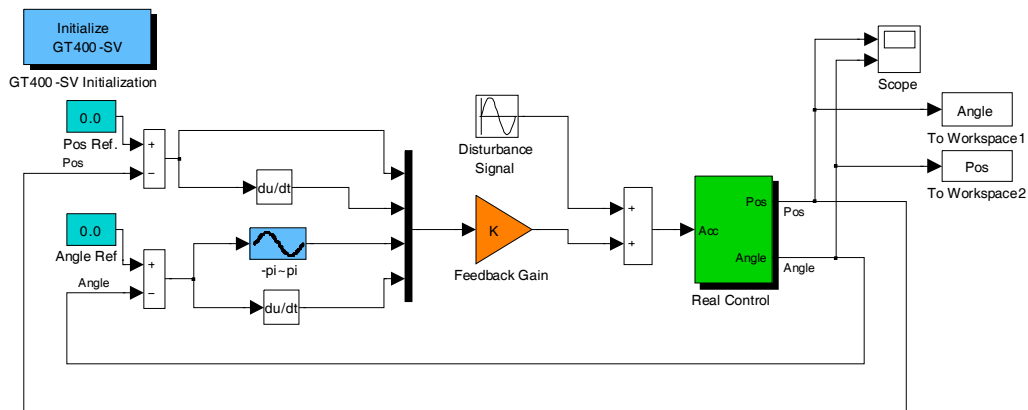 Initialize
GT400-SV
GT400-SV Initialization
0.0
Pos Ref.
Pos
+
−
du/dt
0.0
Angle Ref
Angle
+
−
-pi~pi
du/dt
Disturbance
Signal
K
Feedback Gain
+
+
Acc
Pos
Angle
Real Control
Pos
Angle
Scope
Angle
To Workspace1
Pos
To Workspace2